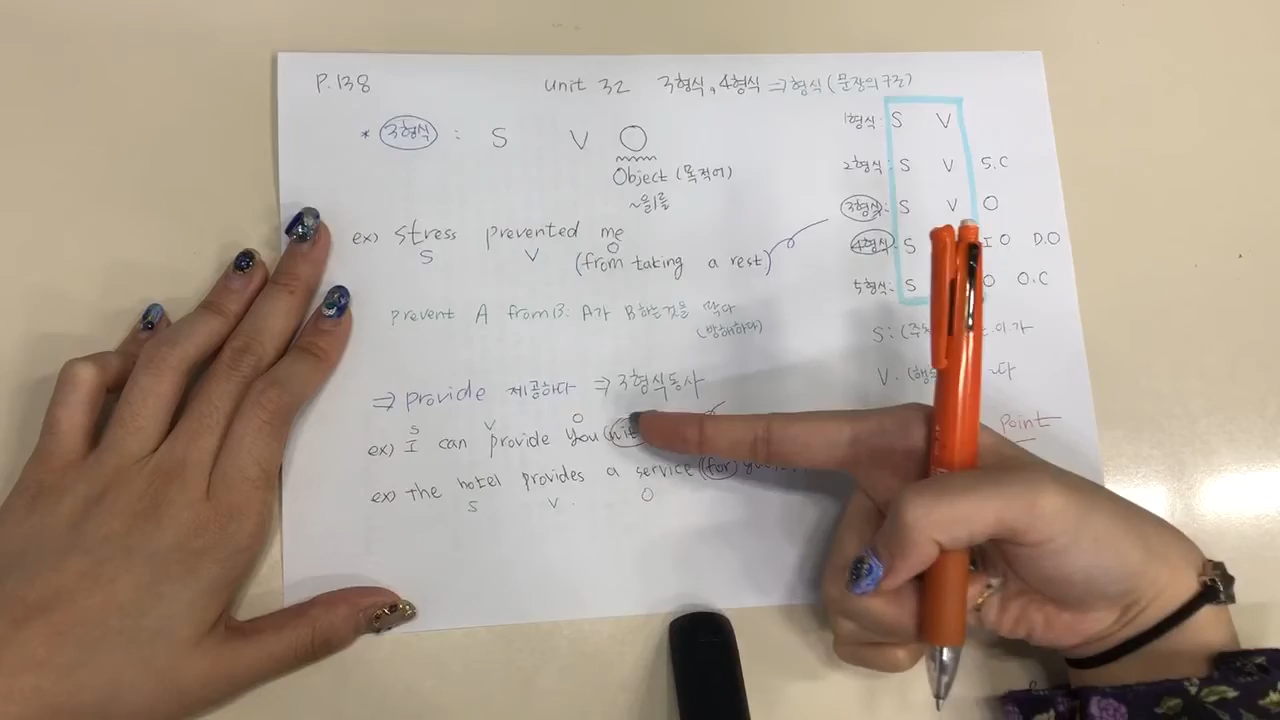 P.138
unit 32 3형식, 4형식 ⇒ 형식 (문장의 구조)
* 3형식 : S V O
Object (목적어)
~을/를
ex) stress prevented me
S V O
(from taking a rest)
prevent A from B: A가 B하는것을 막다
(방해하다)
⇒ provide 제공하다 ⇒ 3형식동사
S V O
ex) I can provide you
ex) the hotel provides a service (for)
S V O
1형식: S V
2형식: S V S.C
3형식: S V O
4형식: S I O D.O
5형식: S O O.C
S:
V.
~다
Point